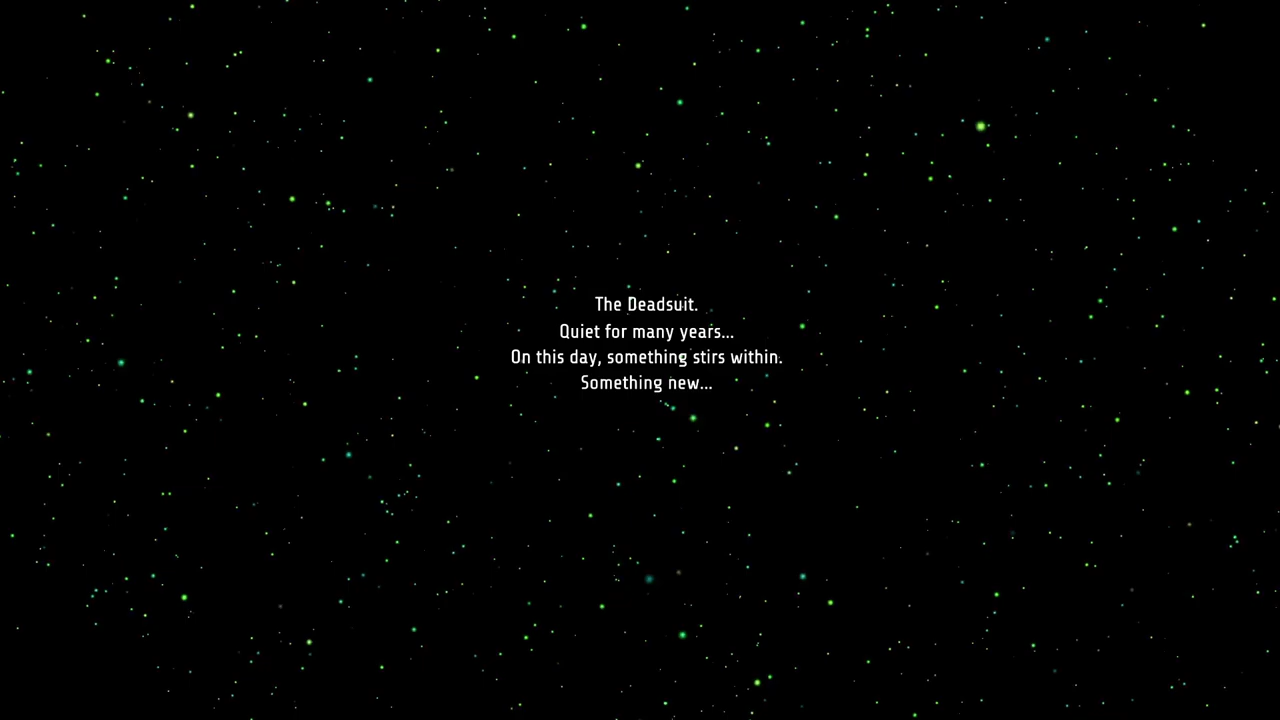 The Deadsuit.
Quiet for many years...
On this day, something stirs within.
Something new...